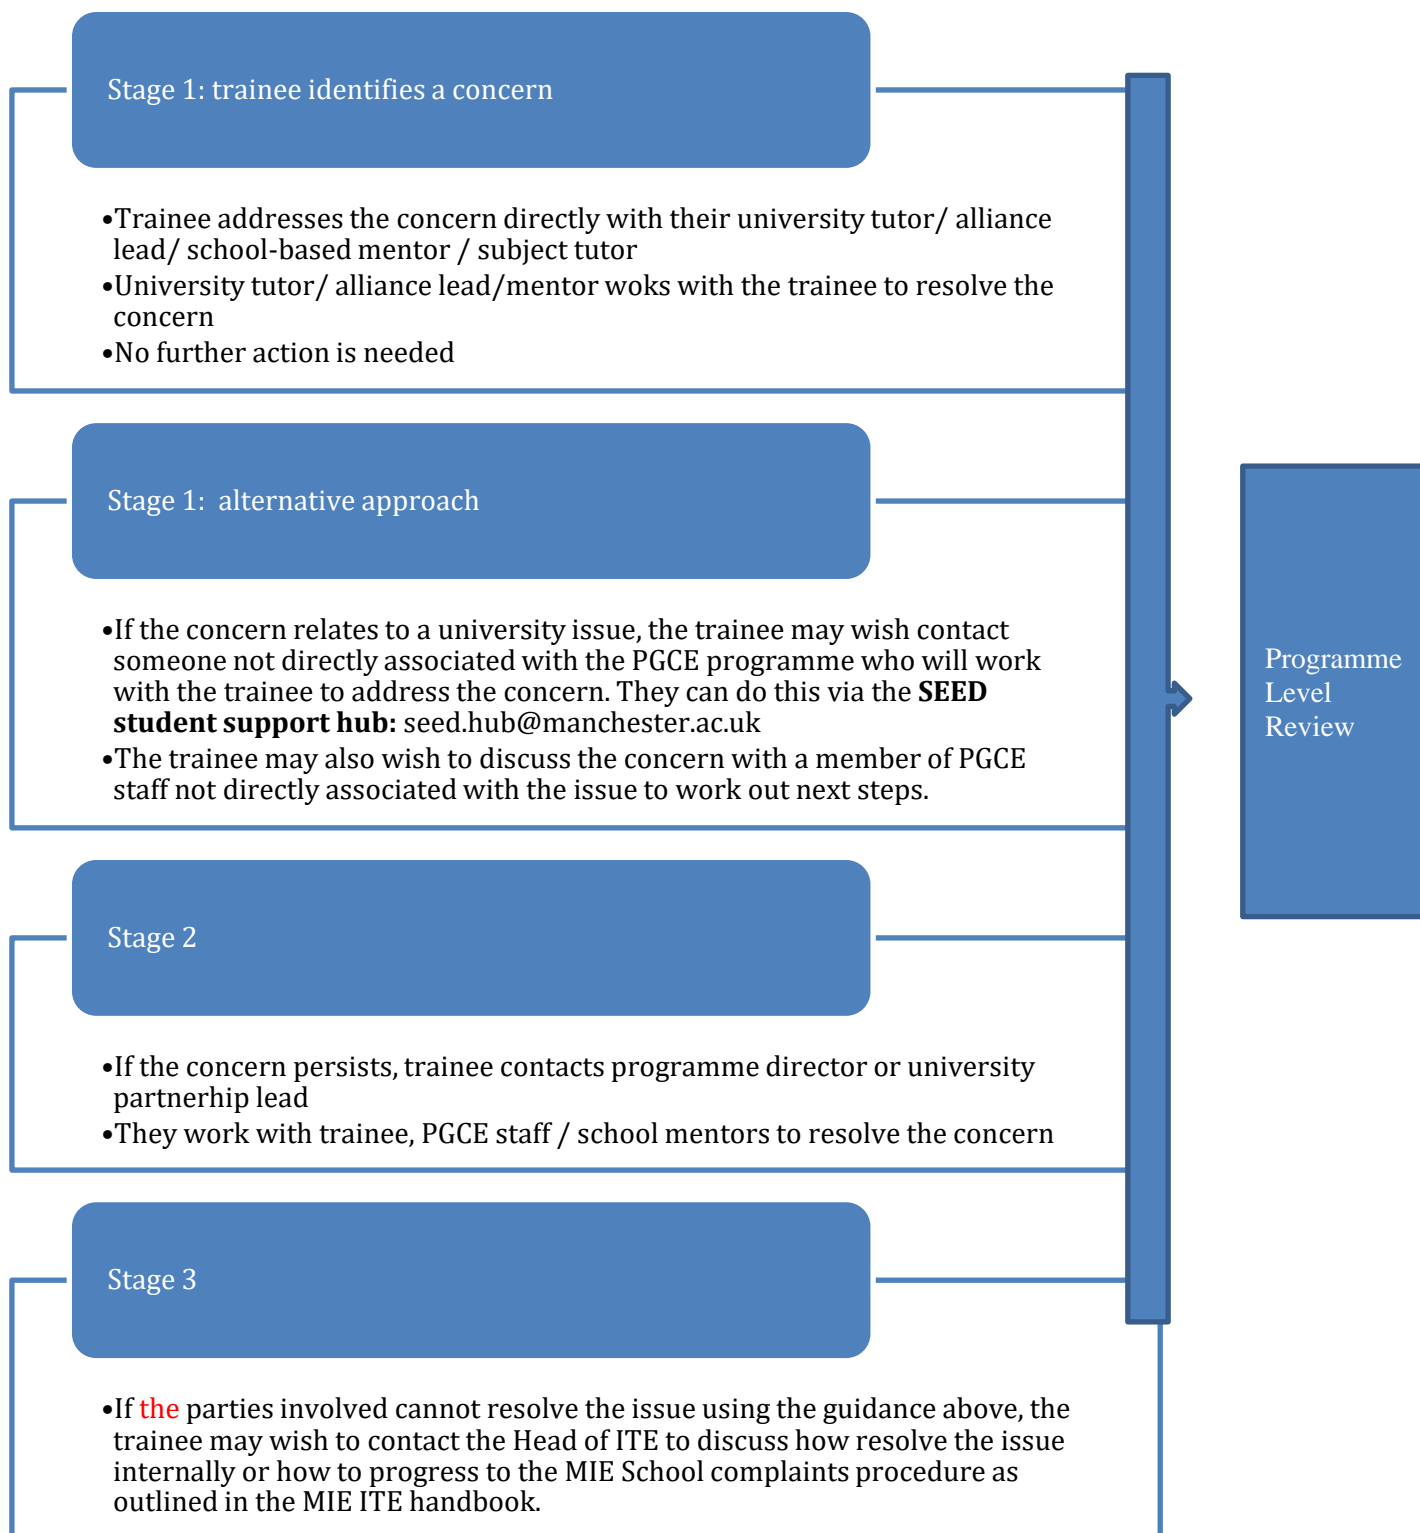 Stage 1: trainee identifies a concern
•Trainee addresses the concern directly with their university tutor/ alliance
lead/ school-based mentor / subject tutor
•University tutor/ alliance lead/mentor woks with the trainee to resolve the
concern
•No further action is needed
Stage 1:  alternative approach
•If the concern relates to a university issue, the trainee may wish contact
someone not directly associated with the PGCE programme who will work
with the trainee to address the concern. They can do this via the SEED
student support hub: seed.hub@manchester.ac.uk
•The trainee may also wish to discuss the concern with a member of PGCE
staff not directly associated with the issue to work out next steps.
Stage 2
•If the concern persists, trainee contacts programme director or university
partnerhip lead
•They work with trainee, PGCE staff / school mentors to resolve the concern
Stage 3
•If the parties involved cannot resolve the issue using the guidance above, the
trainee may wish to contact the Head of ITE to discuss how resolve the issue
internally or how to progress to the MIE School complaints procedure as
outlined in the MIE ITE handbook.
Programme
Level
Review